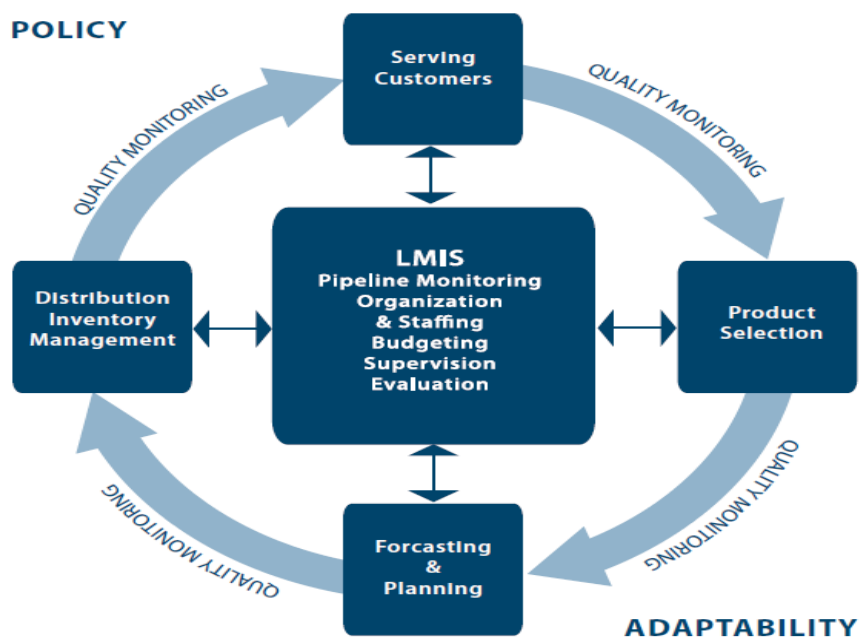 POLICY
Serving
Customers
QUALITY MONITORING
QUALITY MONITORING
LMIS
Pipeline Monitoring
Organization
& Staffing
Budgeting
Supervision
Evaluation
Distribution
Inventory
Management
Product
Selection
QUALITY MONITORING
QUALITY MONITORING
Forcasting
&
Planning
ADAPTABILITY